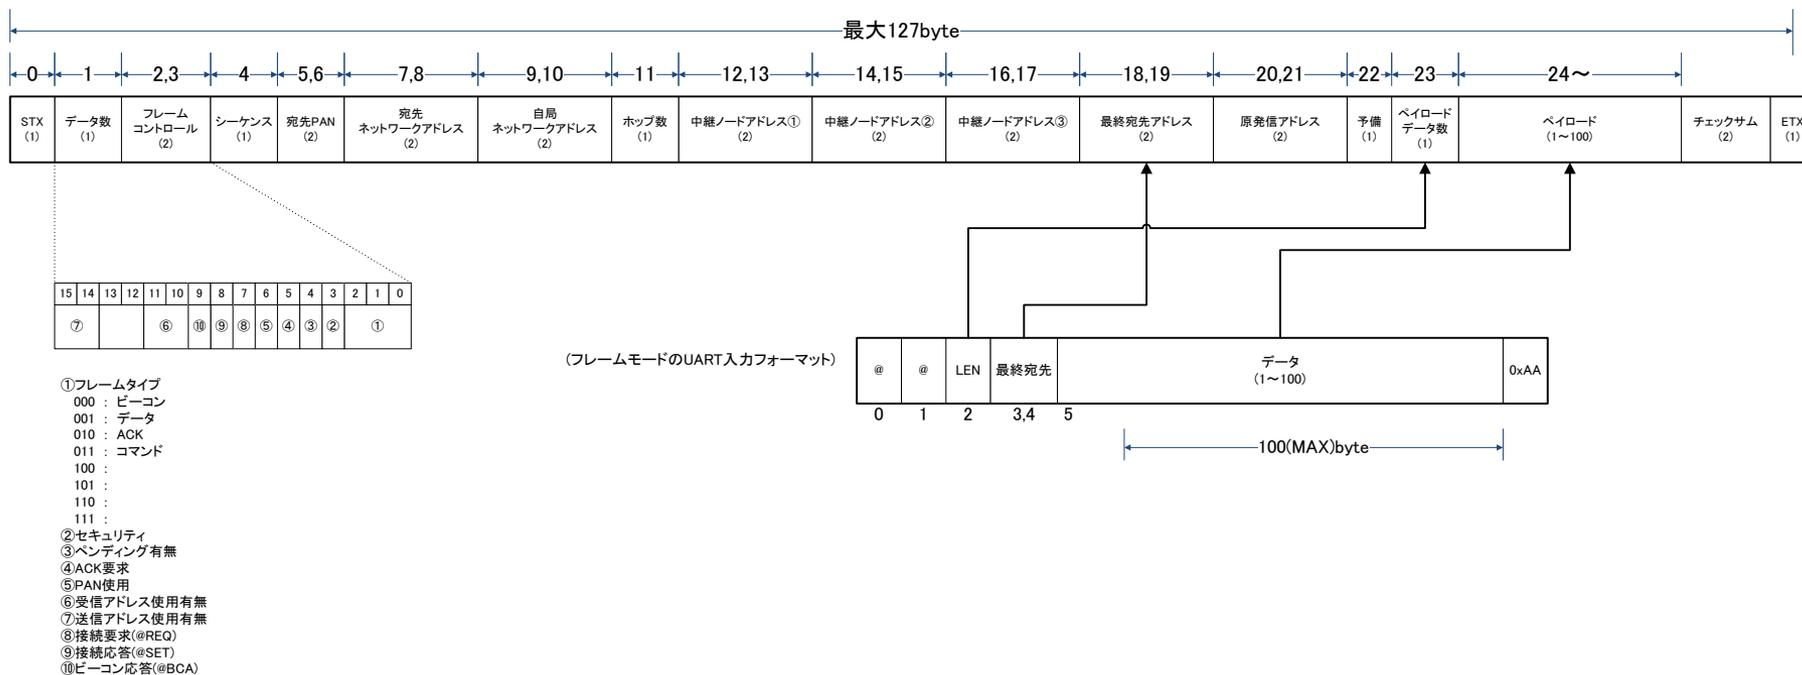 最大127byte
0 1 2,3 4 5,6 7,8 9,10 11 12,13 14,15 16,17 18,19 20,21 22 23 24～
STX
(1)
データ数
(1)
フレーム
コントロール
(2)
シーケンス
(1)
宛先PAN
(2)
宛先
ネットワークアドレス
(2)
自局
ネットワークアドレス
(2)
ホップ数
(1)
中継ノードアドレス①
(2)
中継ノードアドレス②
(2)
中継ノードアドレス③
(2)
最終宛先アドレス
(2)
原発信アドレス
(2)
予備
(1)
ペイロード
データ数
(1)
ペイロード
(1～100)
チェックサム
(2)
ETX
(1)
15 14 13 12 11 10 9 8 7 6 5 4 3 2 1 0
⑦ ⑥ ⑩ ⑨ ⑧ ⑤ ④ ③ ② ①
(フレームモードのUART入力フォーマット)
@ @ LEN 最終宛先
データ
(1～100)
0xAA
0 1 2 3,4 5
100(MAX)byte
①フレームタイプ
000 : ビーコン
001 : データ
010 : ACK
011 : コマンド
100 :
101 :
110 :
111 :
②セキュリティ
③ペンディング有無
④ACK要求
⑤PAN使用
⑥受信アドレス使用有無
⑦送信アドレス使用有無
⑧接続要求(@REQ)
⑨接続応答(@SET)
⑩ビーコン応答(@BCA)